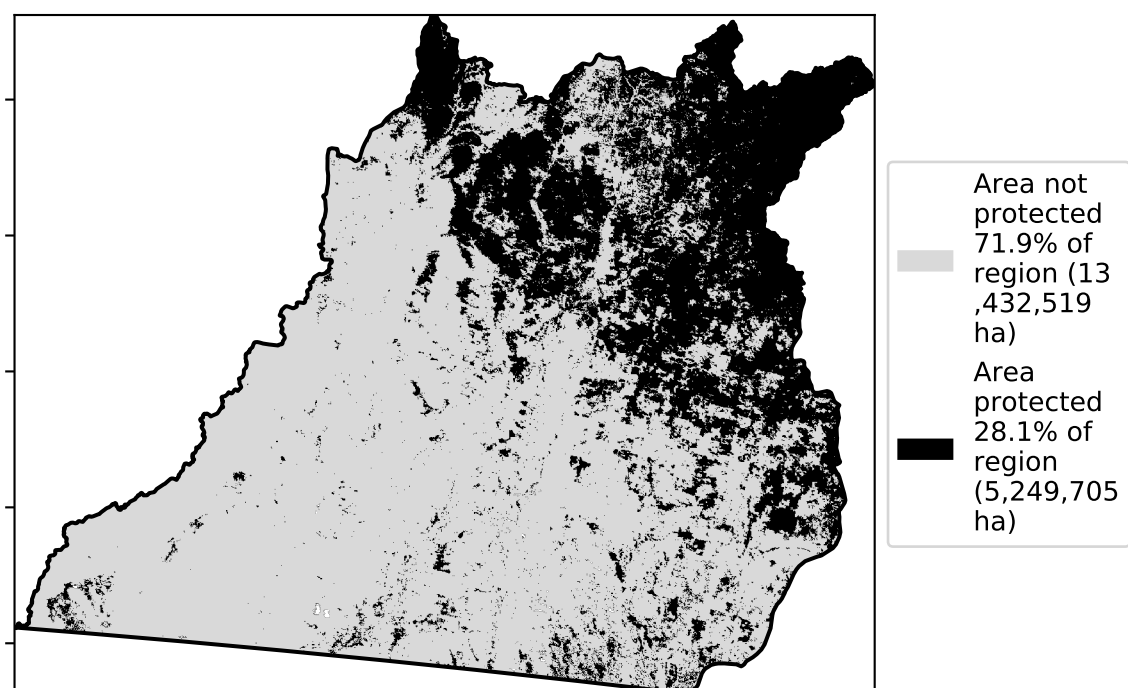 Area not
protected
71.9% of
region (13
,432,519
ha)
Area
protected
28.1% of
region
(5,249,705
ha)